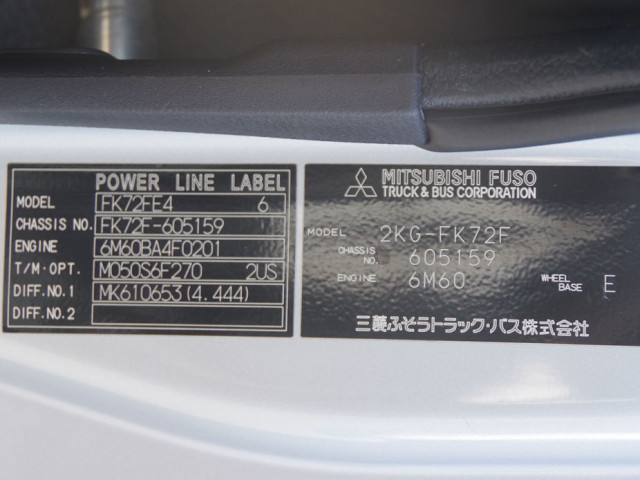 POWER LINE LABEL
MODEL FK72FE4 6
CHASSIS NO. FK72F-605159
ENGINE 6M60BA4F0201
T/M・OPT. M050S6F270 2US
DIFF.NO.1 MK610653(4.444)
DIFF.NO.2
MITSUBISHI FUSO
TRUCK & BUS CORPORATION
MODEL 2KG-FK72F
CHASSIS NO. 605159
ENGINE 6M60
WHEEL BASE E
三菱ふそうトラック・バス株式会社